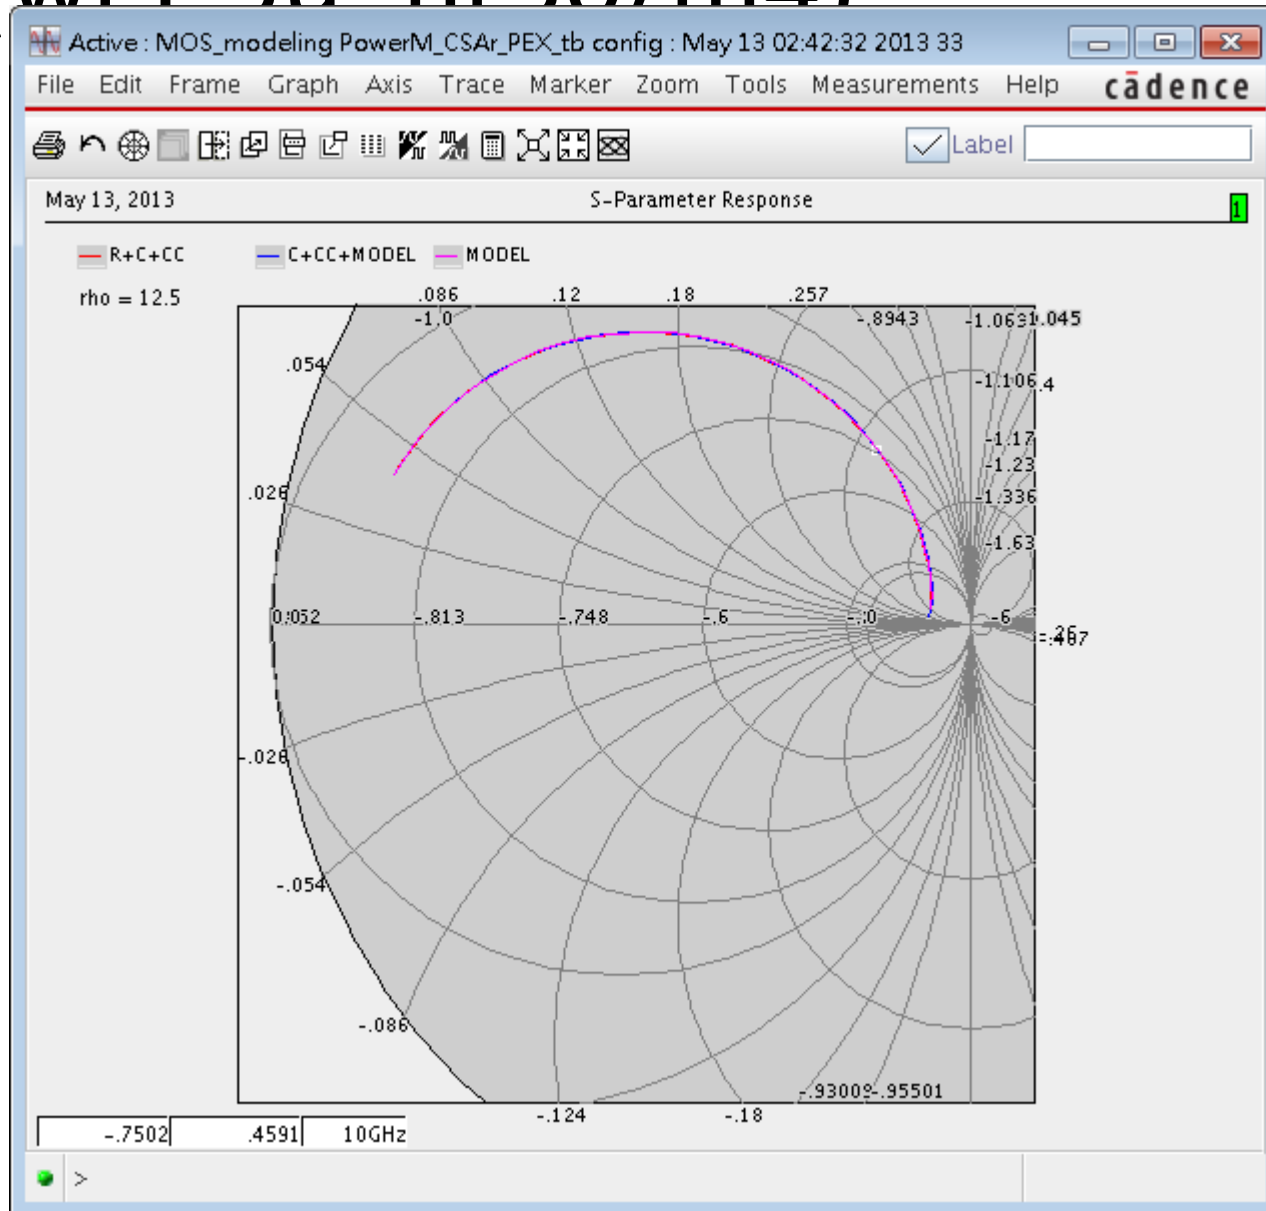 Active : MOS_modeling PowerM_CSAr_PEX_tb config : May 13 02:42:32 2013 33
File Edit Frame Graph Axis Trace Marker Zoom Tools Measurements Help cādence
Label
May 13, 2013 S-Parameter Response 1
R+C+CC C+CC+MODEL MODEL
rho = 12.5
.086 .12 .18 .257
-1.0 -.8943 -1.063 1.045
.054
-1.106 .4
-1.17
-1.23
.026 -1.336
-1.63
-.813 -.748 -.6 -6
-.026
-.054
-.086
-.93009 -.95501
-.124 -.18
-.7502 .4591 10GHz
>